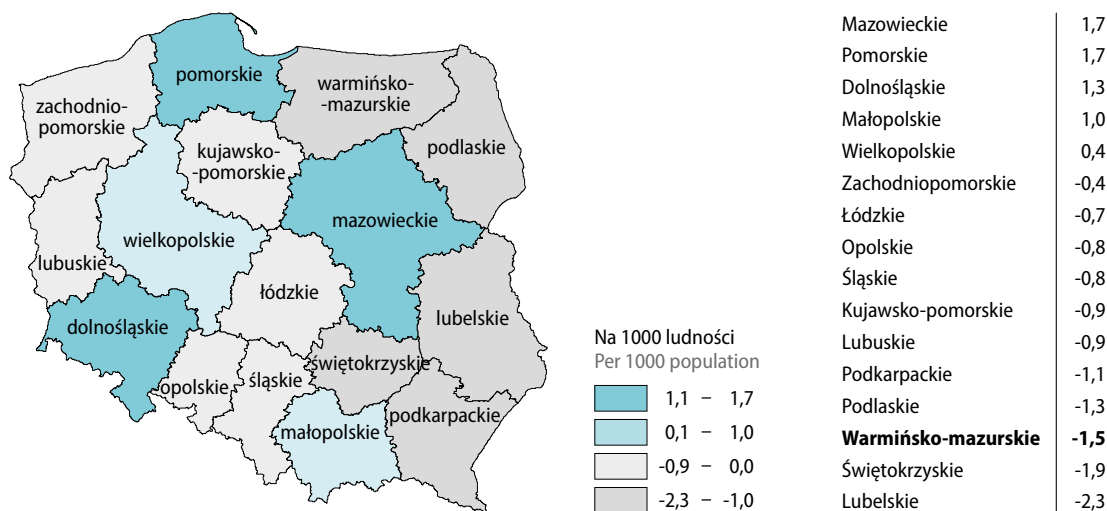 pomorskie
warmińsko-
-mazurskie
zachodnio-
pomorskie
kujawsko-
-pomorskie
podlaskie
mazowieckie
wielkopolskie
lubuskie
łódzkie
dolnośląskie
lubelskie
świętokrzyskie
opolskie
śląskie
podkarpackie
małopolskie
Na 1000 ludności
Per 1000 population
1,1 – 1,7
0,1 – 1,0
-0,9 – 0,0
-2,3 – -1,0
Mazowieckie 1,7
Pomorskie 1,7
Dolnośląskie 1,3
Małopolskie 1,0
Wielkopolskie 0,4
Zachodniopomorskie -0,4
Łódzkie -0,7
Opolskie -0,8
Śląskie -0,8
Kujawsko-pomorskie -0,9
Lubuskie -0,9
Podkarpackie -1,1
Podlaskie -1,3
Warmińsko-mazurskie -1,5
Świętokrzyskie -1,9
Lubelskie -2,3